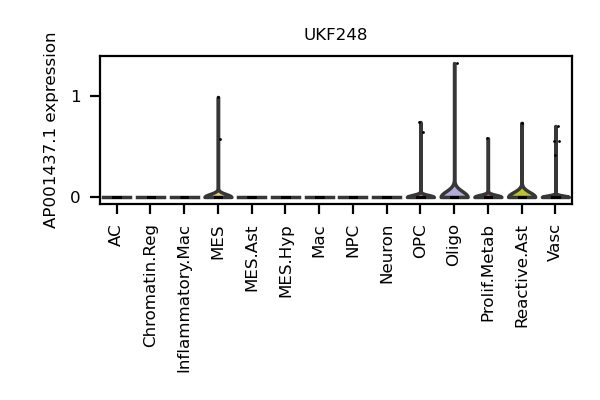 UKF248
AP001437.1 expression
1
0
AC
Chromatin.Reg
Inflammatory.Mac
MES
MES.Ast
MES.Hyp
Mac
NPC
Neuron
OPC
Oligo
Prolif.Metab
Reactive.Ast
Vasc